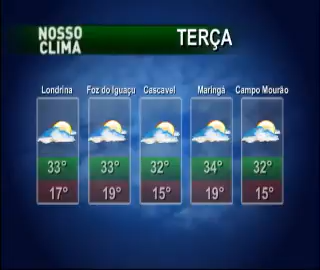 NOSSO
CLIMA
TERÇA
Londrina Foz do Iguaçu Cascavel Maringá Campo Mourão
33° 33° 32° 34° 32°
17° 19° 15° 19° 15°